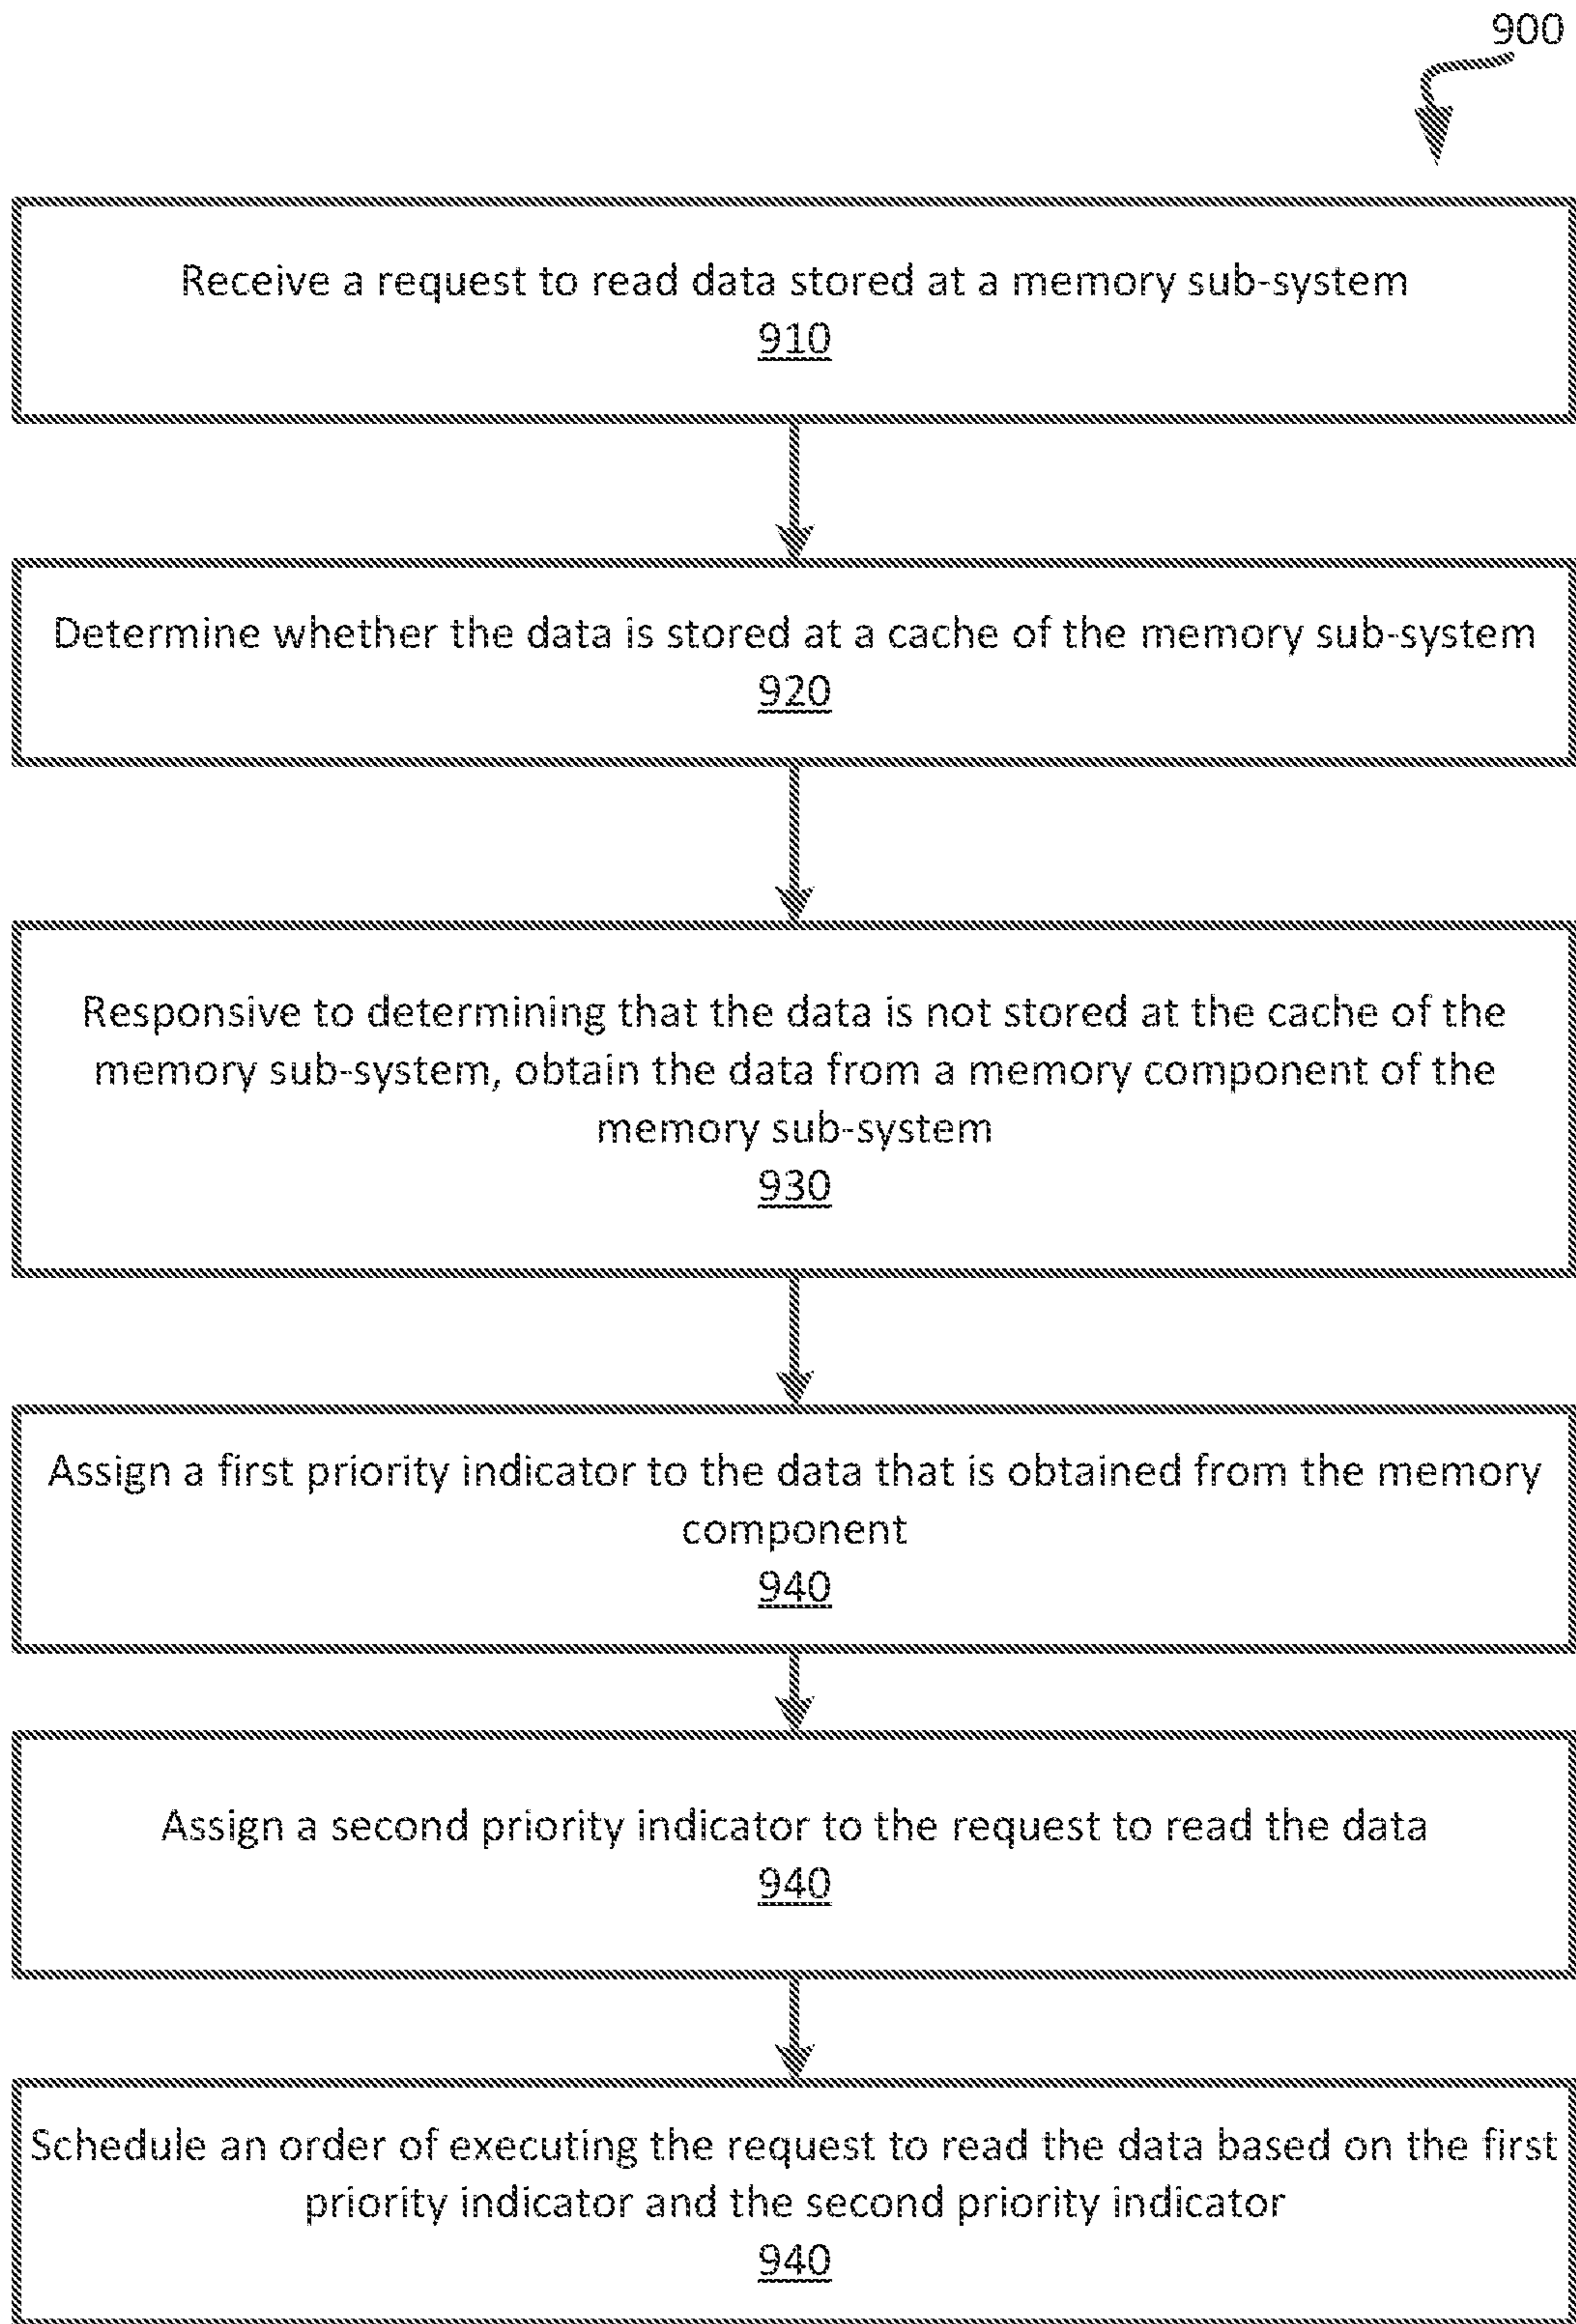 900
Receive a request to read data stored at a memory sub-system
910
Determine whether the data is stored at a cache of the memory sub-system
920
Responsive to determining that the data is not stored at the cache of the
memory sub-system, obtain the data from a memory component of the
memory sub-system
930
Assign a first priority indicator to the data that is obtained from the memory
component
940
Assign a second priority indicator to the request to read the data
940
Schedule an order of executing the request to read the data based on the first
priority indicator and the second priority indicator
940